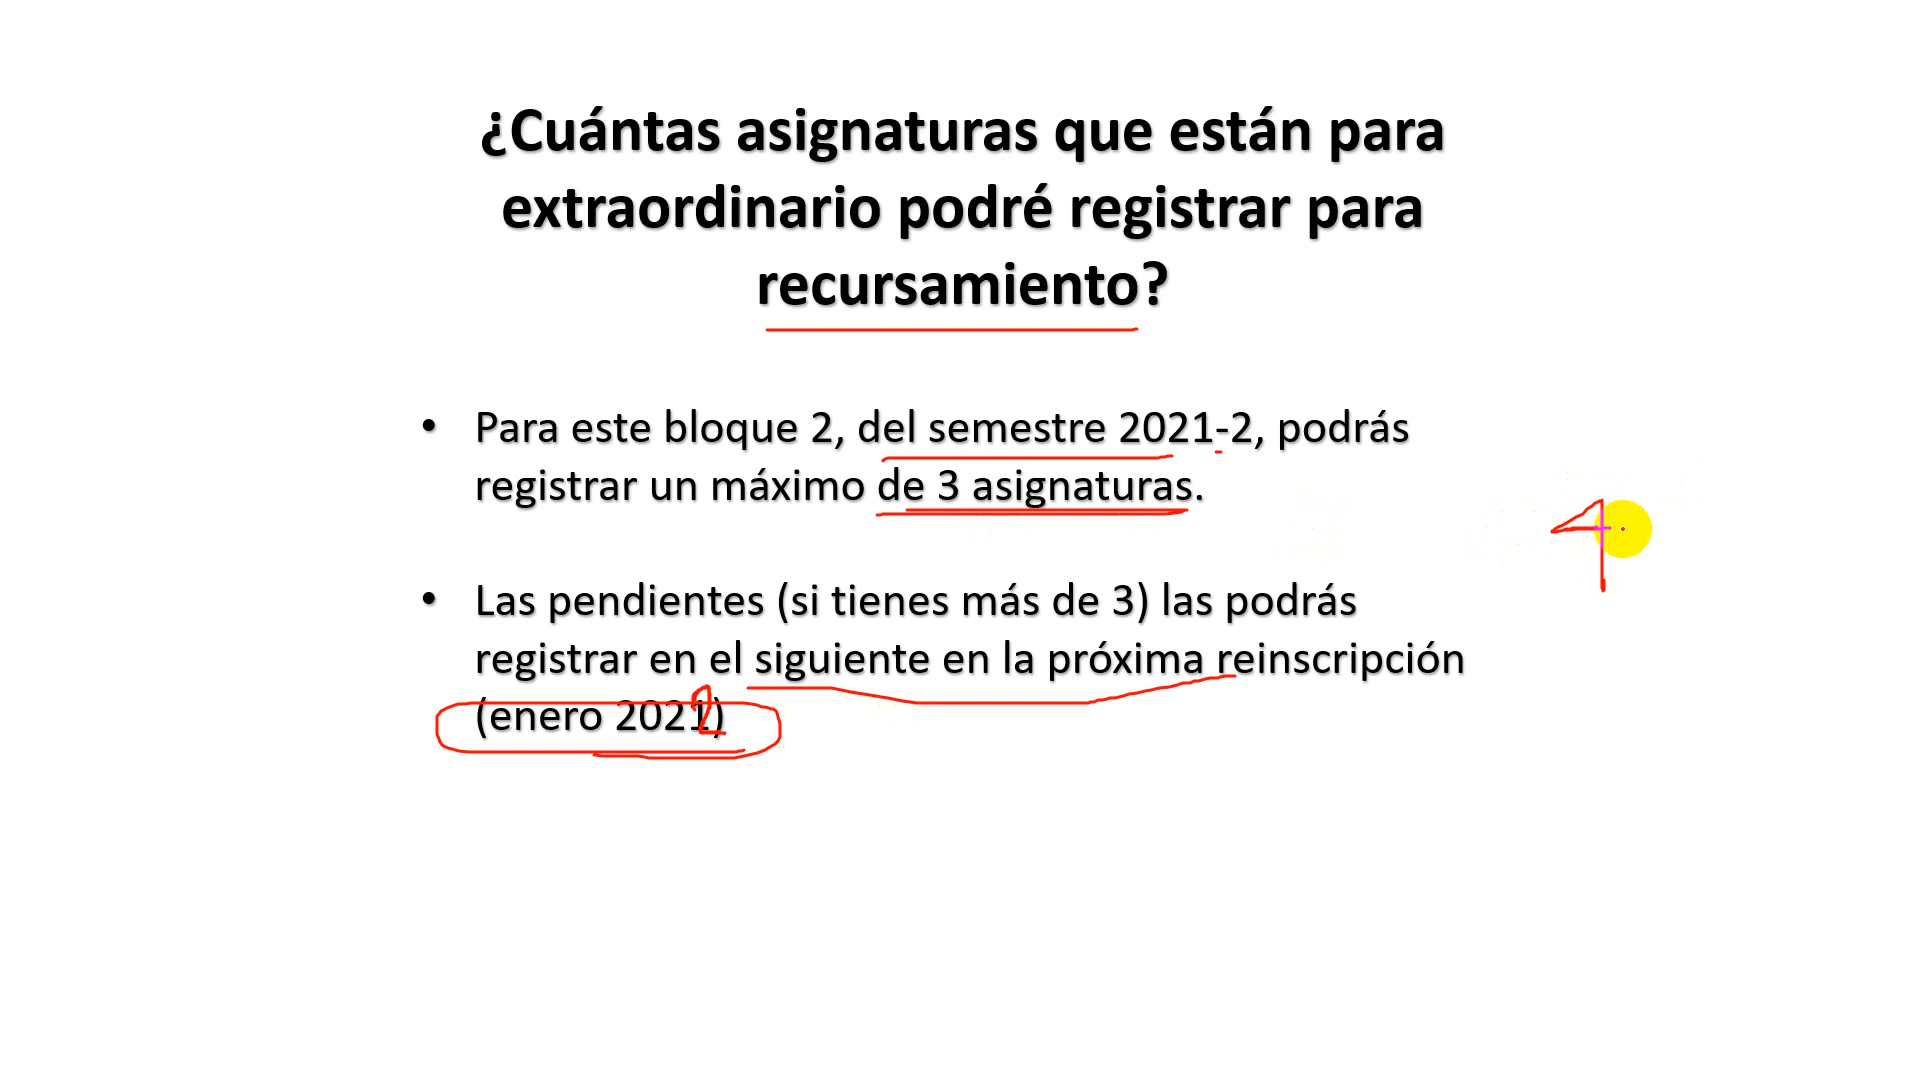 ¿Cuántas asignaturas que están para
extraordinario podré registrar para
recursamiento?
• Para este bloque 2, del semestre 2021-2, podrás
registrar un máximo de 3 asignaturas.
• Las pendientes (si tienes más de 3) las podrás
registrar en el siguiente en la próxima reinscripción
(enero 2022)